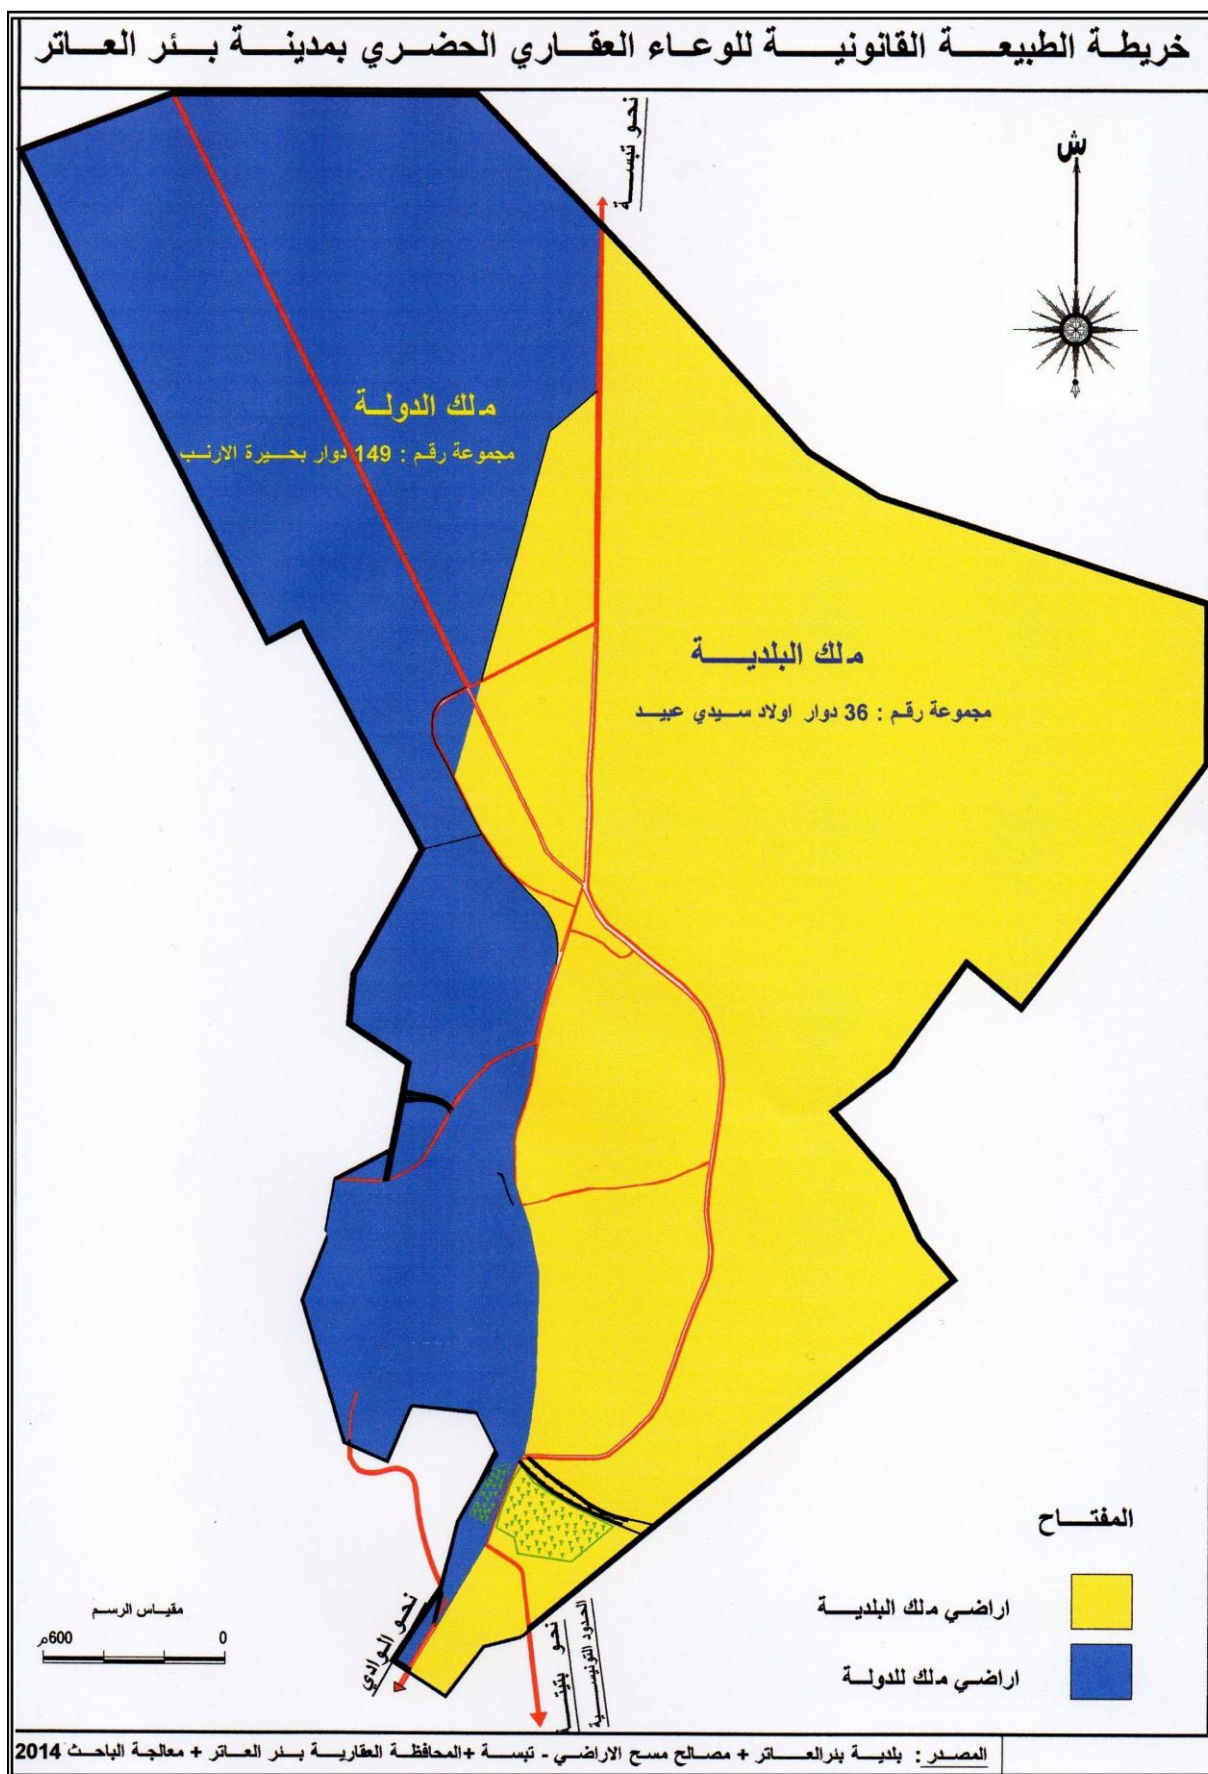 خريطة الطبيعة القانونية للوعاء العقاري الحضري بمدينة بئر العاتر
نحو تبسة
ش
ملك الدولة
مجموعة رقم : 149 دوار بحيرة الارنب
ملك البلدية
مجموعة رقم : 36 دوار اولاد سيدي عبيد
المفتاح
اراضي ملك البلدية
اراضي ملك للدولة
مقياس الرسم
0
600م
نحو الوادي
نحو بتيتة
الحدود التونسية
المصدر : بلدية بئرالعاتر + مصالح مسح الاراضي - تبسة +المحافظة العقارية بئر العاتر + معالجة الباحث 2014